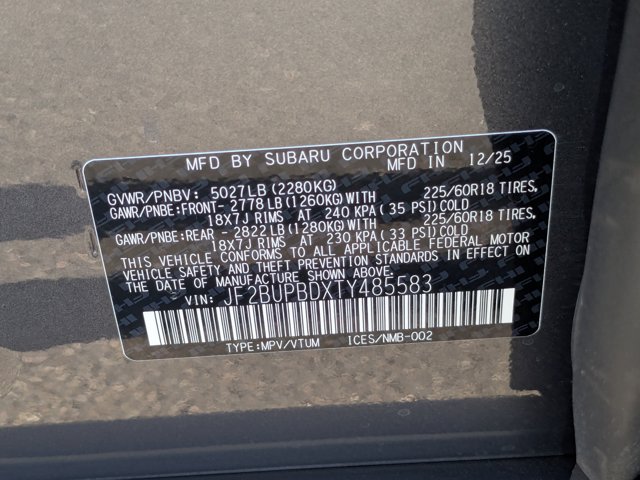 MFD BY SUBARU CORPORATION
MFD IN 12/25
GVWR/PNBV: 5027LB(2280KG)
GAWR/PNBE:FRONT- 2778 LB(1260KG)WITH 225/60R18 TIRES,
18X7J RIMS AT 240 KPA(35 PSI)COLD
GAWR/PNBE:REAR - 2822LB(1280KG)WITH 225/60R18 TIRES,
18X7J RIMS AT 230 KPA(33 PSI)COLD
THIS VEHICLE CONFORMS TO ALL APPLICABLE FEDERAL MOTOR
VEHICLE SAFETY AND THEFT PREVENTION STANDARDS IN EFFECT ON
THE DATE OF MANUFACTURE SHOWN ABOVE.
VIN: JF2BUPBDXTY485583
TYPE:MPV/VTUM ICES/NMB-002